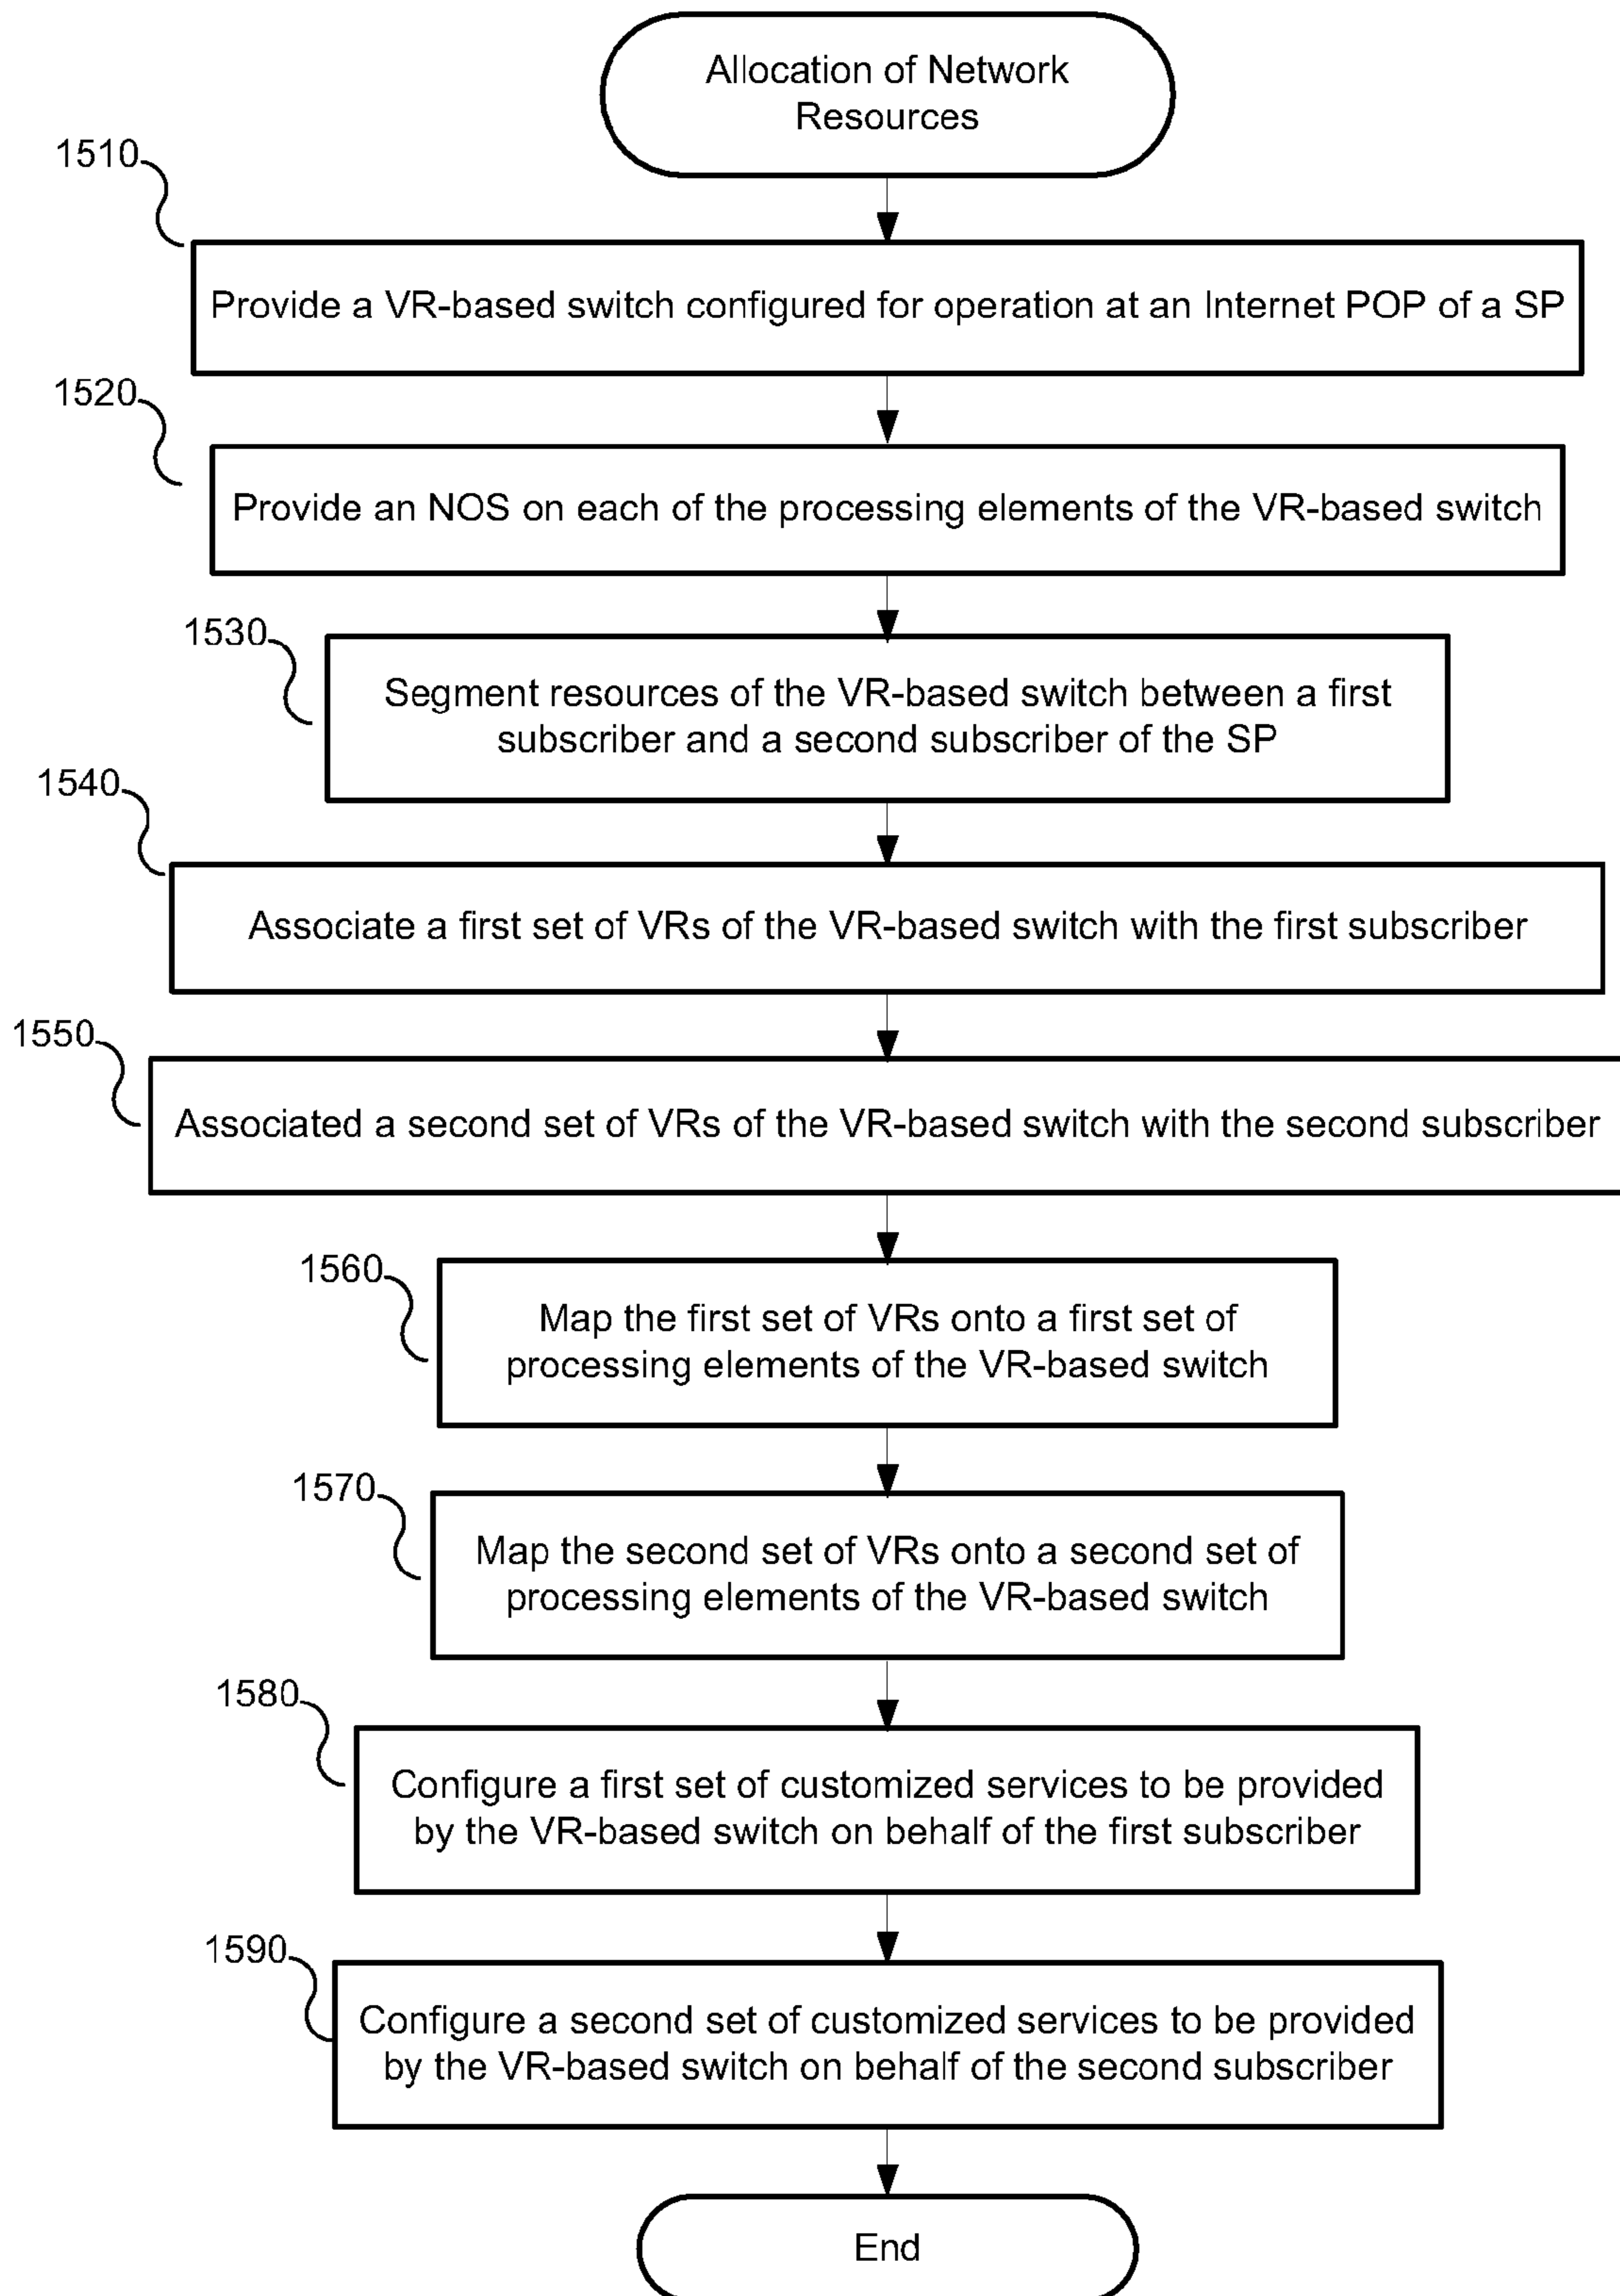 Allocation of Network
Resources
1510
Provide a VR-based switch configured for operation at an Internet POP of a SP
1520
Provide an NOS on each of the processing elements of the VR-based switch
1530
Segment resources of the VR-based switch between a first
subscriber and a second subscriber of the SP
1540
Associate a first set of VRs of the VR-based switch with the first subscriber
1550
Associated a second set of VRs of the VR-based switch with the second subscriber
1560
Map the first set of VRs onto a first set of
processing elements of the VR-based switch
1570
Map the second set of VRs onto a second set of
processing elements of the VR-based switch
1580
Configure a first set of customized services to be provided
by the VR-based switch on behalf of the first subscriber
1590
Configure a second set of customized services to be provided
by the VR-based switch on behalf of the second subscriber
End